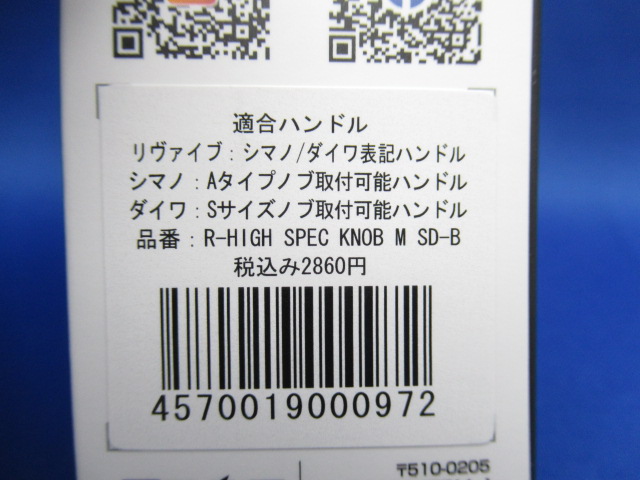 適合ハンドル
リヴァイブ：シマノ/ダイワ表記ハンドル
シマノ：Aタイプノブ取付可能ハンドル
ダイワ：Sサイズノブ取付可能ハンドル
品番：R-HIGH SPEC KNOB M SD-B
税込み2860円
4570019000972
〒510-0205